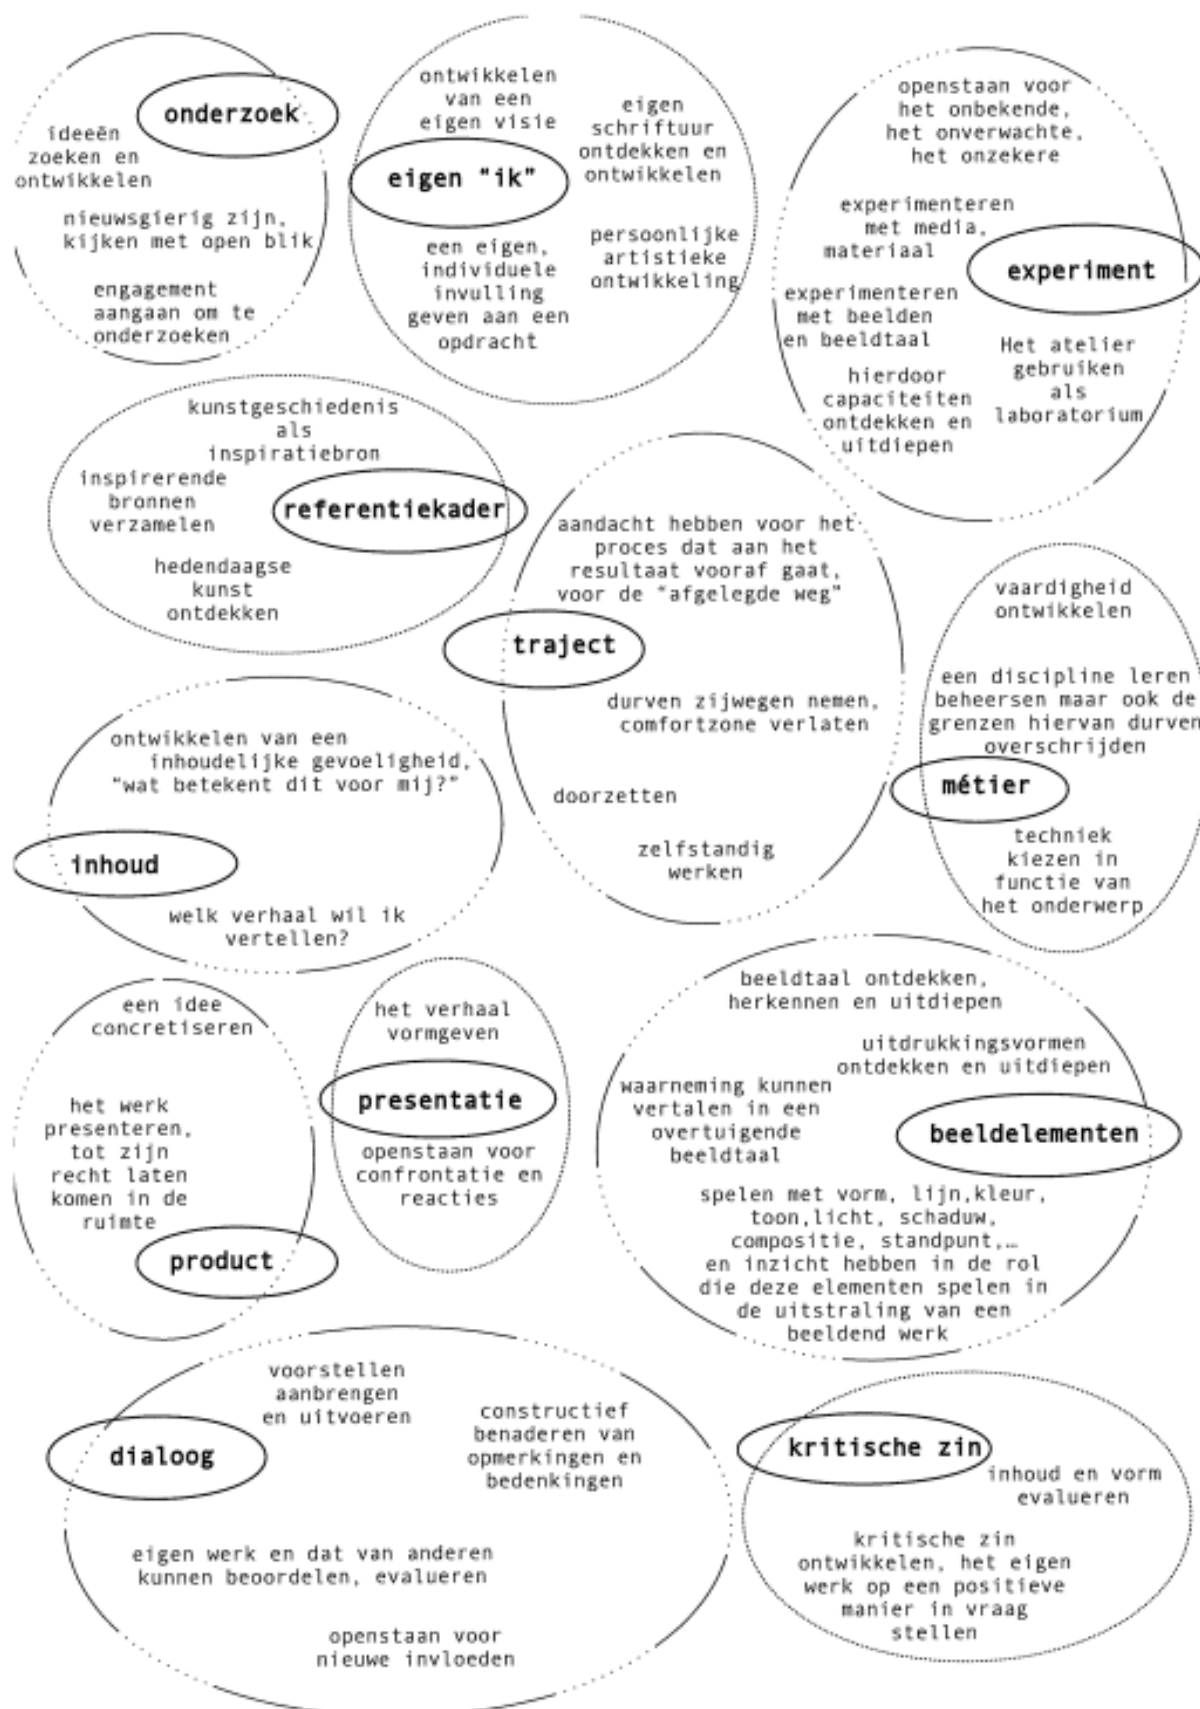 onderzoek
ideeën
zoeken en
ontwikkelen
nieuwsgierig zijn,
kijken met open blik
engagement
aangaan om te
onderzoeken
ontwikkelen
van een
eigen visie
eigen
schriftuur
ontdekken en
ontwikkelen
eigen “ik”
een eigen,
individuele
invulling
geven aan een
opdracht
persoonlijke
artistieke
ontwikkeling
openstaan voor
het onbekende,
het onverwachte,
het onzekere
experimenteren
met media,
materiaal
experiment
experimenteren
met beelden
en beeldtaal
Het atelier
gebruiken
als
laboratorium
hierdoor
capaciteiten
ontdekken en
uitdiepen
kunstgeschiedenis
als
inspiratiebron
inspirerende
bronnen
verzamelen
referentiekader
hedendaagse
kunst
ontdekken
aandacht hebben voor het
proces dat aan het
resultaat vooraf gaat,
voor de “afgelegde weg”
traject
durven zijwegen nemen,
comfortzone verlaten
doorzetten
zelfstandig
werken
vaardigheid
ontwikkelen
een discipline leren
beheersen maar ook de
grenzen hiervan durven
overschrijden
métier
techniek
kiezen in
functie van
het onderwerp
ontwikkelen van een
inhoudelijke gevoeligheid,
“wat betekent dit voor mij?”
inhoud
welk verhaal wil ik
vertellen?
een idee
concretiseren
het werk
presenteren,
tot zijn
recht laten
komen in de
ruimte
product
het verhaal
vormgeven
presentatie
openstaan voor
confrontatie en
reacties
beeldtaal ontdekken,
herkennen en uitdiepen
uitdrukkingsvormen
ontdekken en uitdiepen
waarneming kunnen
vertalen in een
overtuigende
beeldtaal
beeldelementen
spelen met vorm, lijn,kleur,
toon,licht, schaduw,
compositie, standpunt,…
en inzicht hebben in de rol
die deze elementen spelen in
de uitstraling van een
beeldend werk
voorstellen
aanbrengen
en uitvoeren
dialoog
constructief
benaderen van
opmerkingen en
bedenkingen
eigen werk en dat van anderen
kunnen beoordelen, evalueren
openstaan voor
nieuwe invloeden
kritische zin
inhoud en vorm
evalueren
kritische zin
ontwikkelen, het eigen
werk op een positieve
manier in vraag
stellen